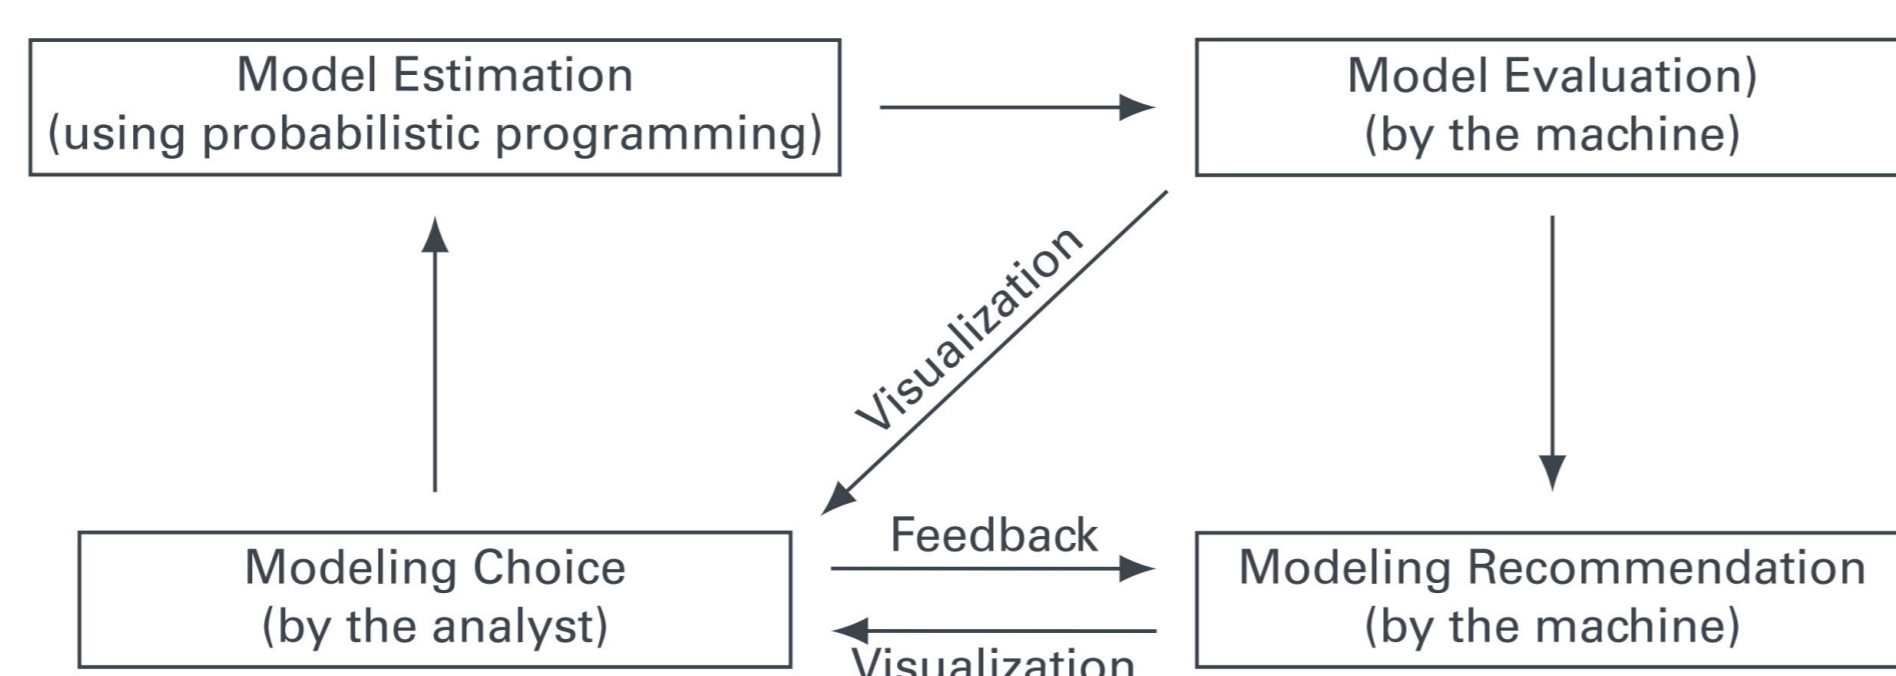 Model Estimation
(using probabilistic programming)
Model Evaluation)
(by the machine)
Visualization
Feedback
Modeling Choice
(by the analyst)
Modeling Recommendation
(by the machine)
Visualization